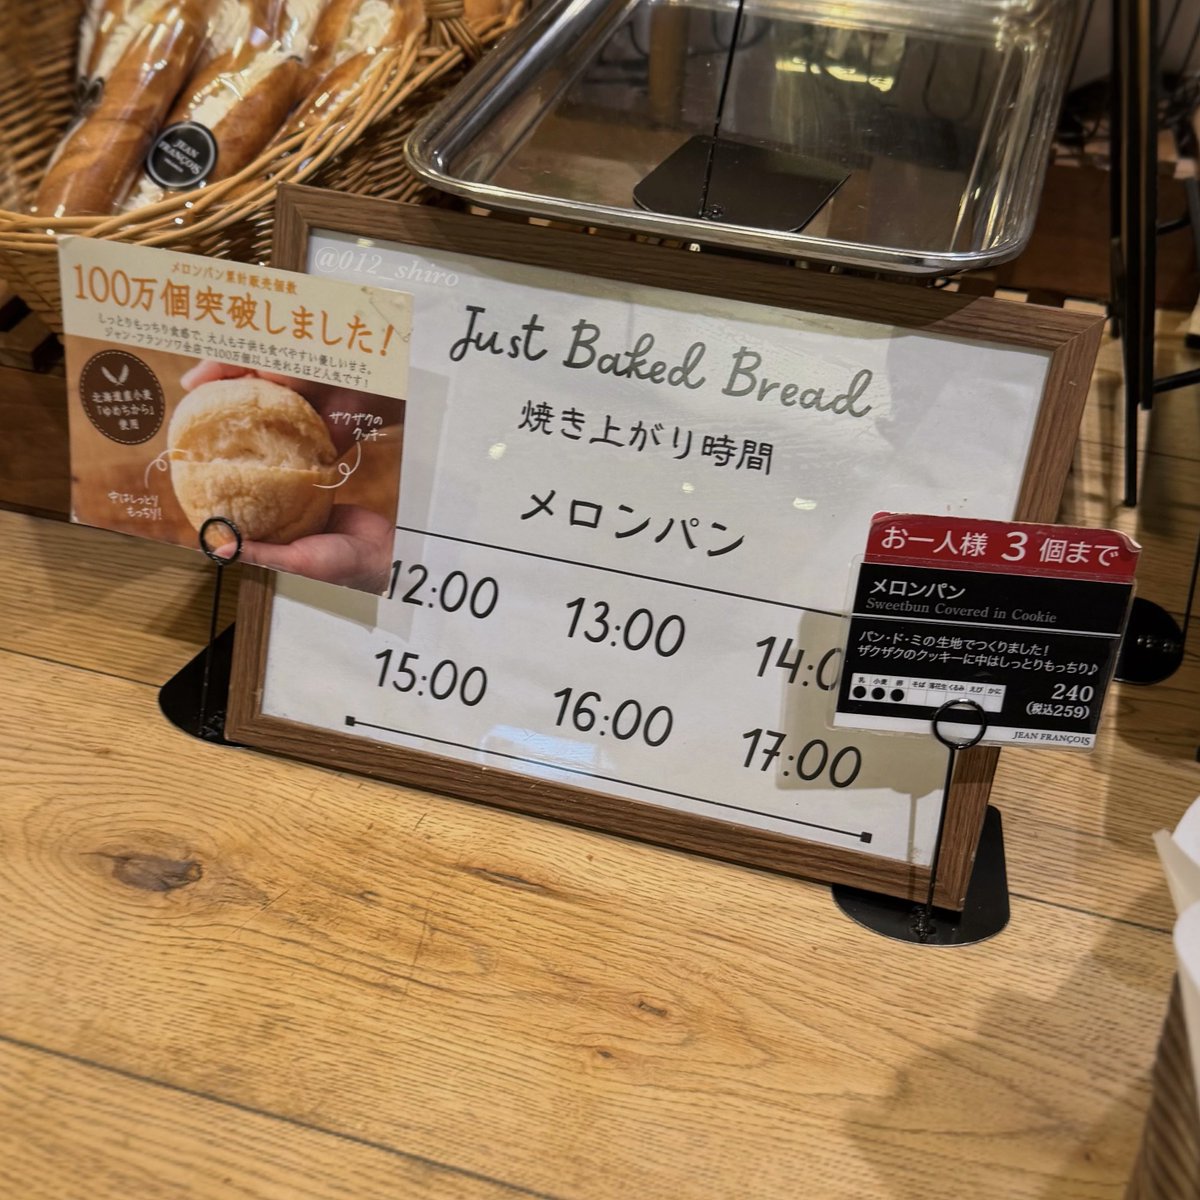 JEAN
FRANÇOIS
@012_shiro
メロンパン累計販売個数
100万個突破しました!
しっとりもっちり食感で、大人も子供も食べやすい優しい甘さ。
ジャン・フランソワ全店で100万個以上売れるほど人気です!
北海道産小麦
「ゆめちから」
使用
ザクザクの
クッキー
中はしっとり
もっちり!
Just Baked Bread
焼き上がり時間
メロンパン
12:00 13:00 14:0
15:00 16:00 17:00
お一人様 3 個まで
メロンパン
Sweetbun Covered in Cookie
パン・ド・ミの生地でつくりました!
ザクザクのクッキーに中はしっとりもっちり♪
乳 小麦 卵 そば 落花生 くるみ えび かに
240
(税込259)
JEAN FRANÇOIS